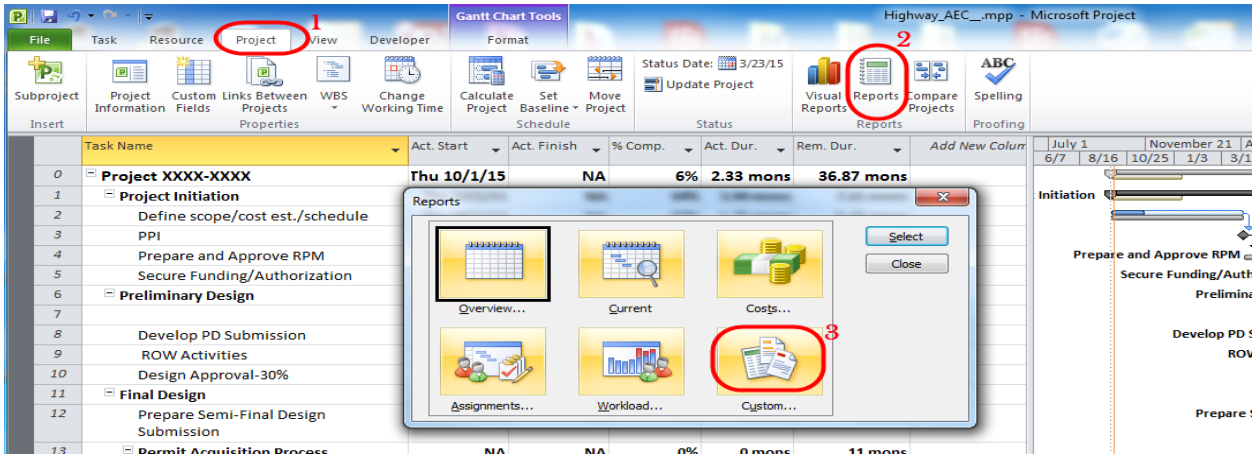 Gantt Chart Tools
Highway_AEC__.mpp - Microsoft Project
File Task Resource Project View Developer Format
1
2
Subproject
Project Information
Custom Fields
Links Between Projects
WBS
Change Working Time
Calculate Project
Set Baseline
Move Project
Status Date: 3/23/15
Update Project
Visual Reports
Reports
Compare Projects
ABC
Spelling
Insert Properties Schedule Status Reports Proofing
Task Name Act. Start Act. Finish % Comp. Act. Dur. Rem. Dur. Add New Colum
July 1 November 21 A
6/7 8/16 10/25 1/3 3/1
0 Project XXXX-XXXX Thu 10/1/15 NA 6% 2.33 mons 36.87 mons
1 Project Initiation
Initiation
2 Define scope/cost est./schedule
3 PPI
4 Prepare and Approve RPM
Prepare and Approve RPM
5 Secure Funding/Authorization
Secure Funding/Auth
6 Preliminary Design
Prelimina
7
8 Develop PD Submission
Develop PD S
9 ROW Activities
ROW
10 Design Approval-30%
11 Final Design
12 Prepare Semi-Final Design
Submission
Prepare S
13 Permit Acquisition Process NA NA 0% 0 mons 11 mons
Reports
Select
Close
Overview...
Current
Costs...
3
Assignments...
Workload...
Custom...